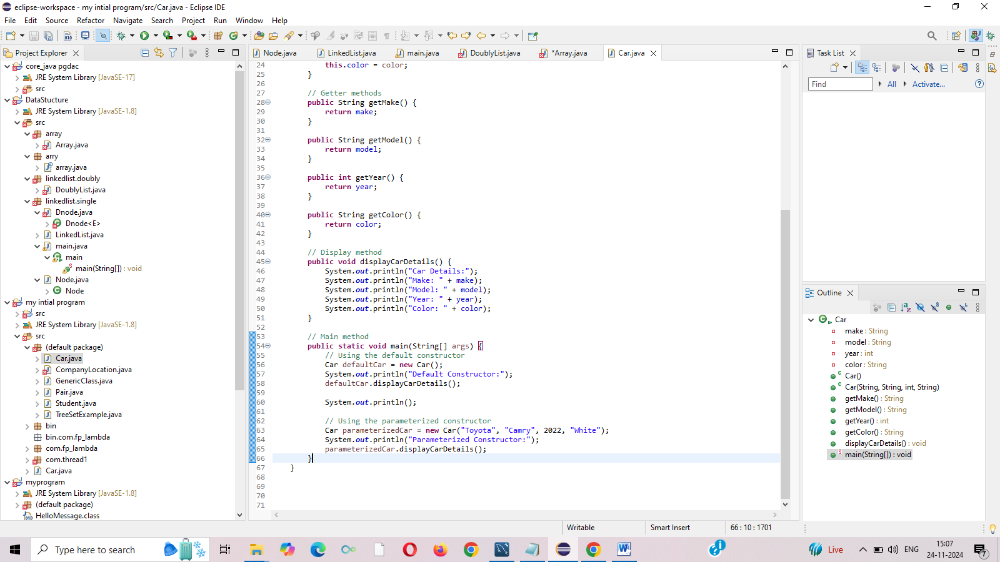 eclipse-workspace - my intial program/src/Car.java - Eclipse IDE
File Edit Source Refactor Navigate Search Project Run Window Help
Project Explorer
core_java pgdac
JRE System Library [JavaSE-17]
src
DataStucture
JRE System Library [JavaSE-1.8]
src
array
Array.java
arry
array.java
linkedlist.doubly
DoublyList.java
linkedlist.single
Dnode.java
Dnode<E>
LinkedList.java
main.java
main
main(String[]) : void
Node.java
Node
my intial program
src
JRE System Library [JavaSE-1.8]
src
(default package)
Car.java
CompanyLocation.java
GenericClass.java
Pair.java
Student.java
TreeSetExample.java
bin
bin.com.fp_lambda
com.fp_lambda
com.thread1
Car.java
myprogram
JRE System Library [JavaSE-1.8]
(default package)
HelloMessage.class
Node.java LinkedList.java main.java DoublyList.java *Array.java Car.java
24 this.color = color;
25 }
26
27 // Getter methods
28 public String getMake() {
29 return make;
30 }
31
32 public String getModel() {
33 return model;
34 }
35
36 public int getYear() {
37 return year;
38 }
39
40 public String getColor() {
41 return color;
42 }
43
44 // Display method
45 public void displayCarDetails() {
46 System.out.println("Car Details:");
47 System.out.println("Make: " + make);
48 System.out.println("Model: " + model);
49 System.out.println("Year: " + year);
50 System.out.println("Color: " + color);
51 }
52
53 // Main method
54 public static void main(String[] args) {
55 // Using the default constructor
56 Car defaultCar = new Car();
57 System.out.println("Default Constructor:");
58 defaultCar.displayCarDetails();
59
60 System.out.println();
61
62 // Using the parameterized constructor
63 Car parameterizedCar = new Car("Toyota", "Camry", 2022, "White");
64 System.out.println("Parameterized Constructor:");
65 parameterizedCar.displayCarDetails();
66 }
67 }
68
69
70
71
Task List
Find All Activate...
Outline
Car
make : String
model : String
year : int
color : String
Car()
Car(String, String, int, String)
getMake() : String
getModel() : String
getYear() : int
getColor() : String
displayCarDetails() : void
main(String[]) : void
Writable Smart Insert 66 : 10 : 1701
Type here to search
Live
ENG
15:07
24-11-2024
7